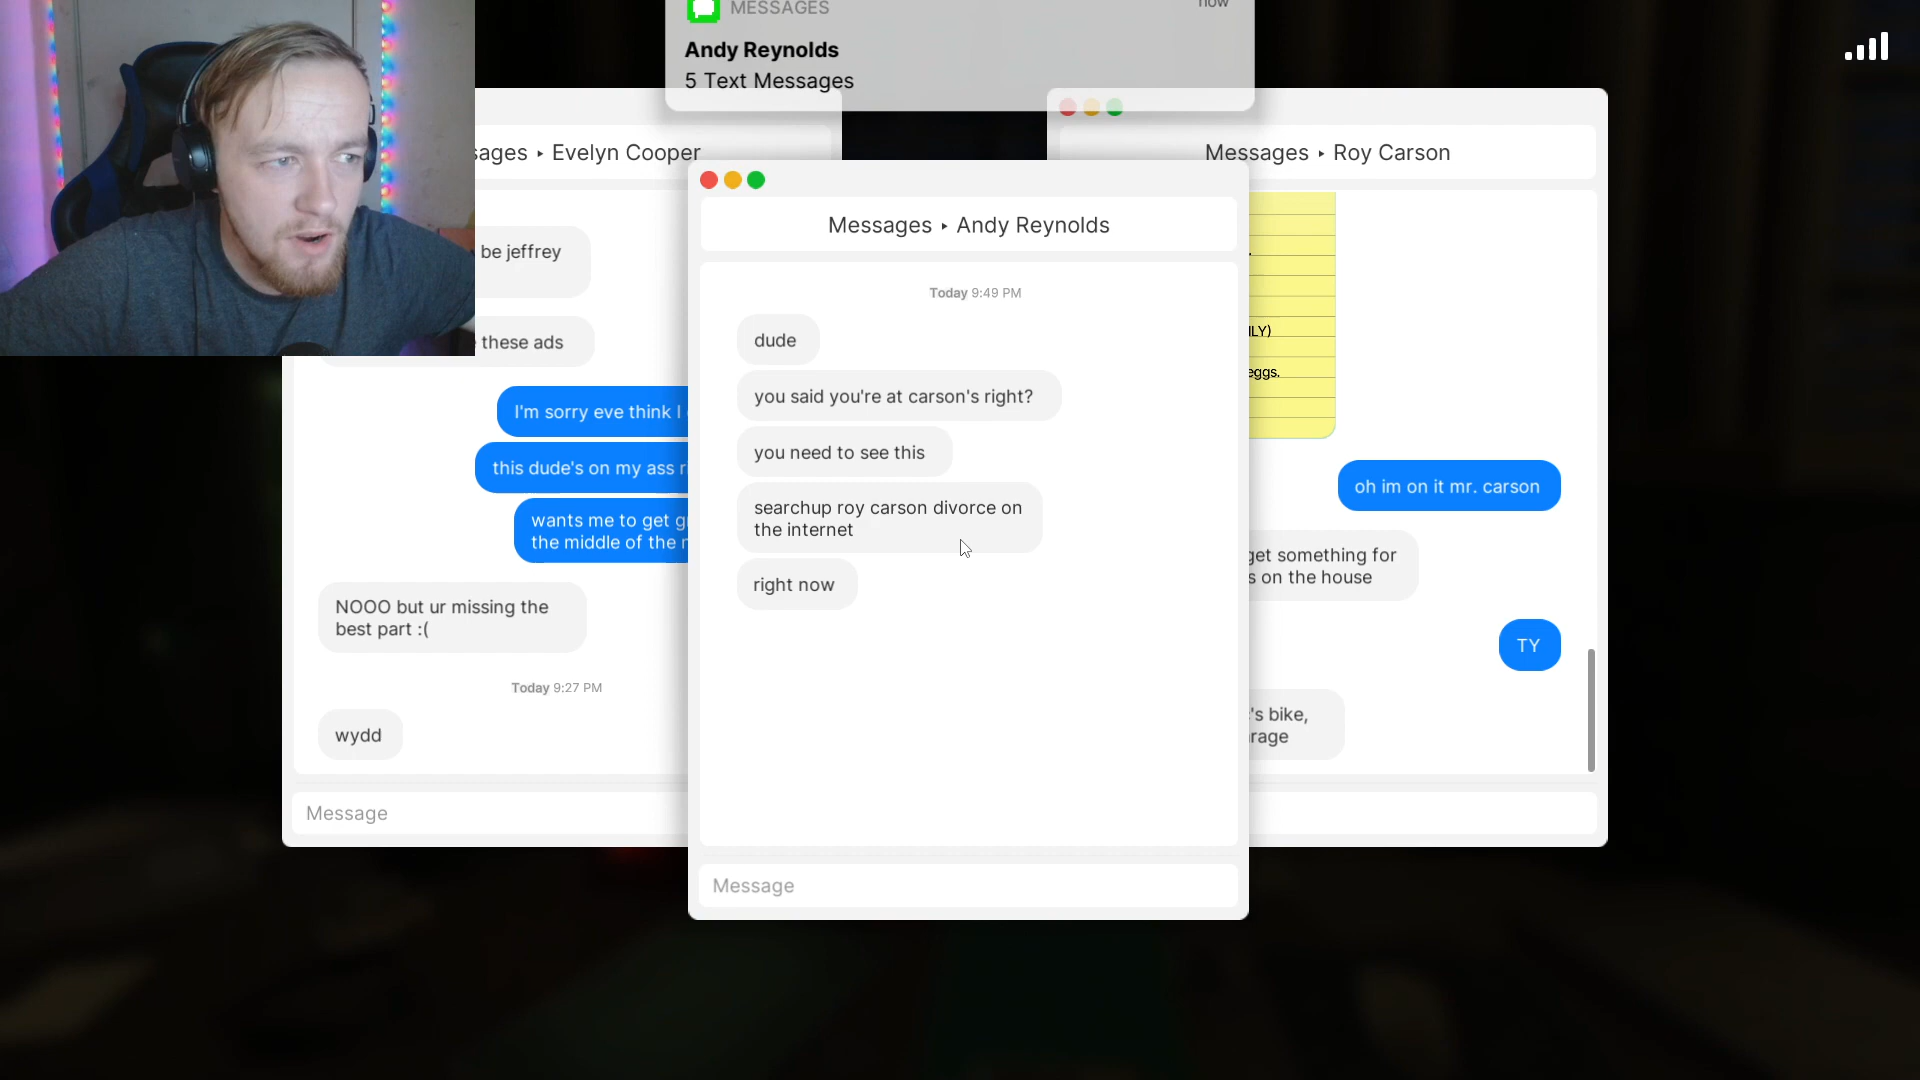 MESSAGES
now
Andy Reynolds
5 Text Messages
sages ‣ Evelyn Cooper
be jeffrey
these ads
I'm sorry eve think I
this dude's on my ass
wants me to get
the middle of the
NOOO but ur missing the
best part :(
Today 9:27 PM
wydd
Message
Messages ‣ Andy Reynolds
Today 9:49 PM
dude
you said you're at carson's right?
you need to see this
searchup roy carson divorce on
the internet
right now
Message
Messages ‣ Roy Carson
LY)
eggs.
oh im on it mr. carson
get something for
s on the house
TY
's bike,
rage